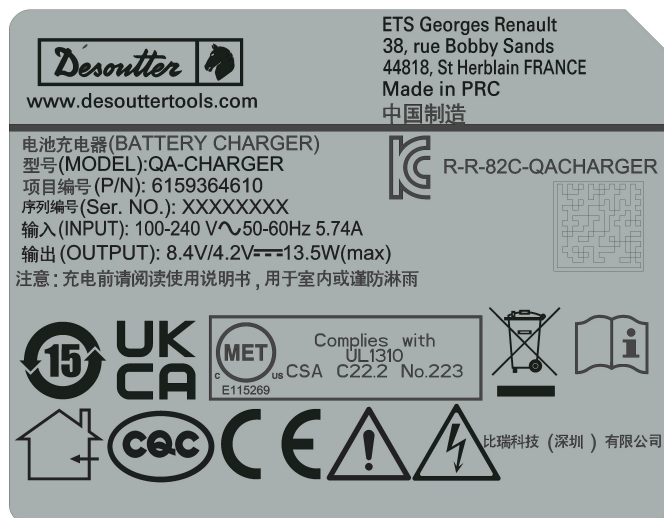 Desoutter
www.desouttertools.com
ETS Georges Renault
38, rue Bobby Sands
44818, St Herblain FRANCE
Made in PRC
中国制造
电池充电器(BATTERY CHARGER)
型号(MODEL):QA-CHARGER
项目编号(P/N): 6159364610
序列编号(Ser. NO.): XXXXXXXX
输入(INPUT): 100-240 V∿50-60Hz 5.74A
输出(OUTPUT): 8.4V/4.2V⎓13.5W(max)
注意:充电前请阅读使用说明书,用于室内或谨防淋雨
R-R-82C-QACHARGER
15
UK
CA
MET
C US
E115269
Complies with
UL1310
CSA C22.2 No.223
i
CQC
CE
!
比瑞科技(深圳)有限公司